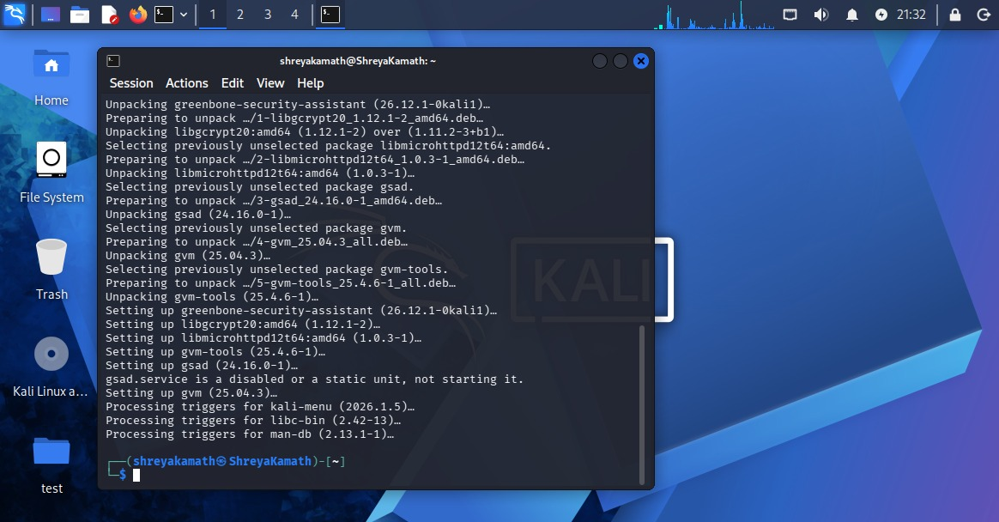 1 2 3 4
21:32
Home
File System
Trash
Kali Linux a…
test
shreyakamath@ShreyaKamath: ~
Session Actions Edit View Help
Unpacking greenbone-security-assistant (26.12.1-0kali1)…
Preparing to unpack …/1-libgcrypt20_1.12.1-2_amd64.deb…
Unpacking libgcrypt20:amd64 (1.12.1-2) over (1.11.2-3+b1)…
Selecting previously unselected package libmicrohttpd12t64:amd64.
Preparing to unpack …/2-libmicrohttpd12t64_1.0.3-1_amd64.deb…
Unpacking libmicrohttpd12t64:amd64 (1.0.3-1)…
Selecting previously unselected package gsad.
Preparing to unpack …/3-gsad_24.16.0-1_amd64.deb…
Unpacking gsad (24.16.0-1)…
Selecting previously unselected package gvm.
Preparing to unpack …/4-gvm_25.04.3_all.deb…
Unpacking gvm (25.04.3)…
Selecting previously unselected package gvm-tools.
Preparing to unpack …/5-gvm-tools_25.4.6-1_all.deb…
Unpacking gvm-tools (25.4.6-1)…
Setting up greenbone-security-assistant (26.12.1-0kali1)…
Setting up libgcrypt20:amd64 (1.12.1-2)…
Setting up libmicrohttpd12t64:amd64 (1.0.3-1)…
Setting up gvm-tools (25.4.6-1)…
Setting up gsad (24.16.0-1)…
gsad.service is a disabled or a static unit, not starting it.
Setting up gvm (25.04.3)…
Processing triggers for kali-menu (2026.1.5)…
Processing triggers for libc-bin (2.42-13)…
Processing triggers for man-db (2.13.1-1)…
┌──(shreyakamath㉿ShreyaKamath)-[~]
└─$
KALI